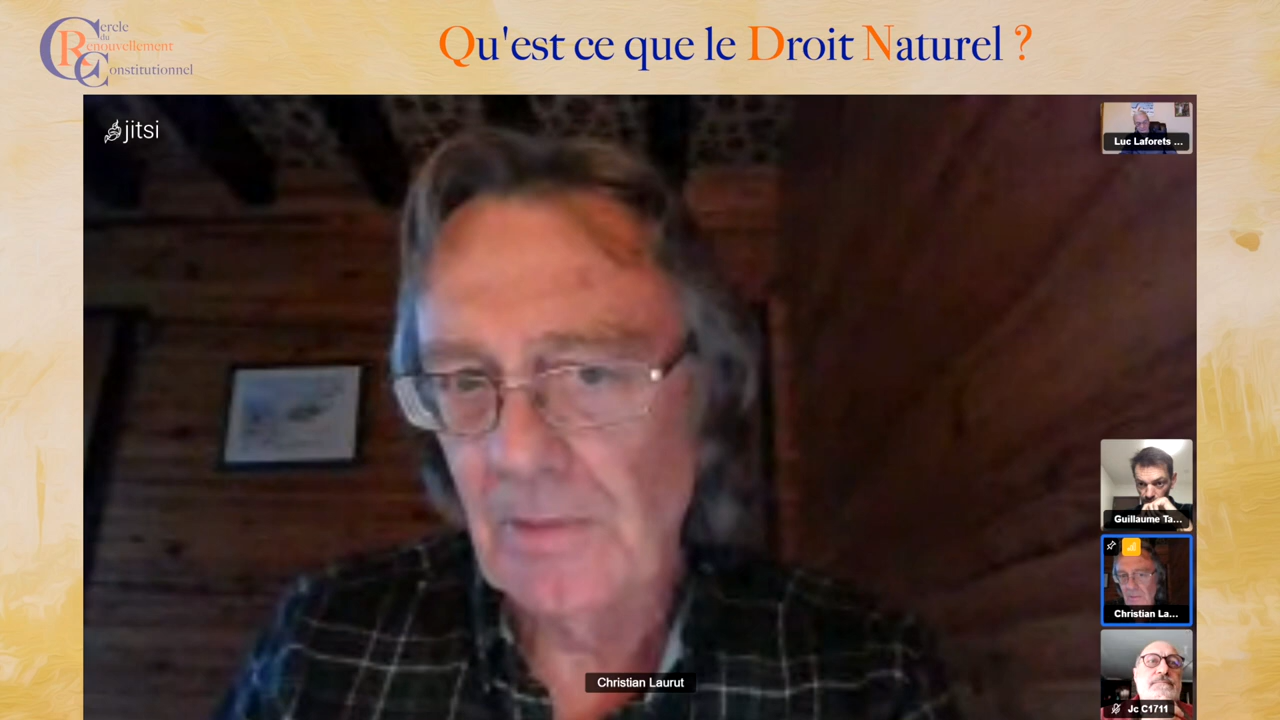 Cercle
du
Renouvellement
Constitutionnel
Qu'est ce que le Droit Naturel ?
jitsi
Luc Laforets ...
Guillaume Ta...
Christian La...
Christian Laurut
Jc C1711